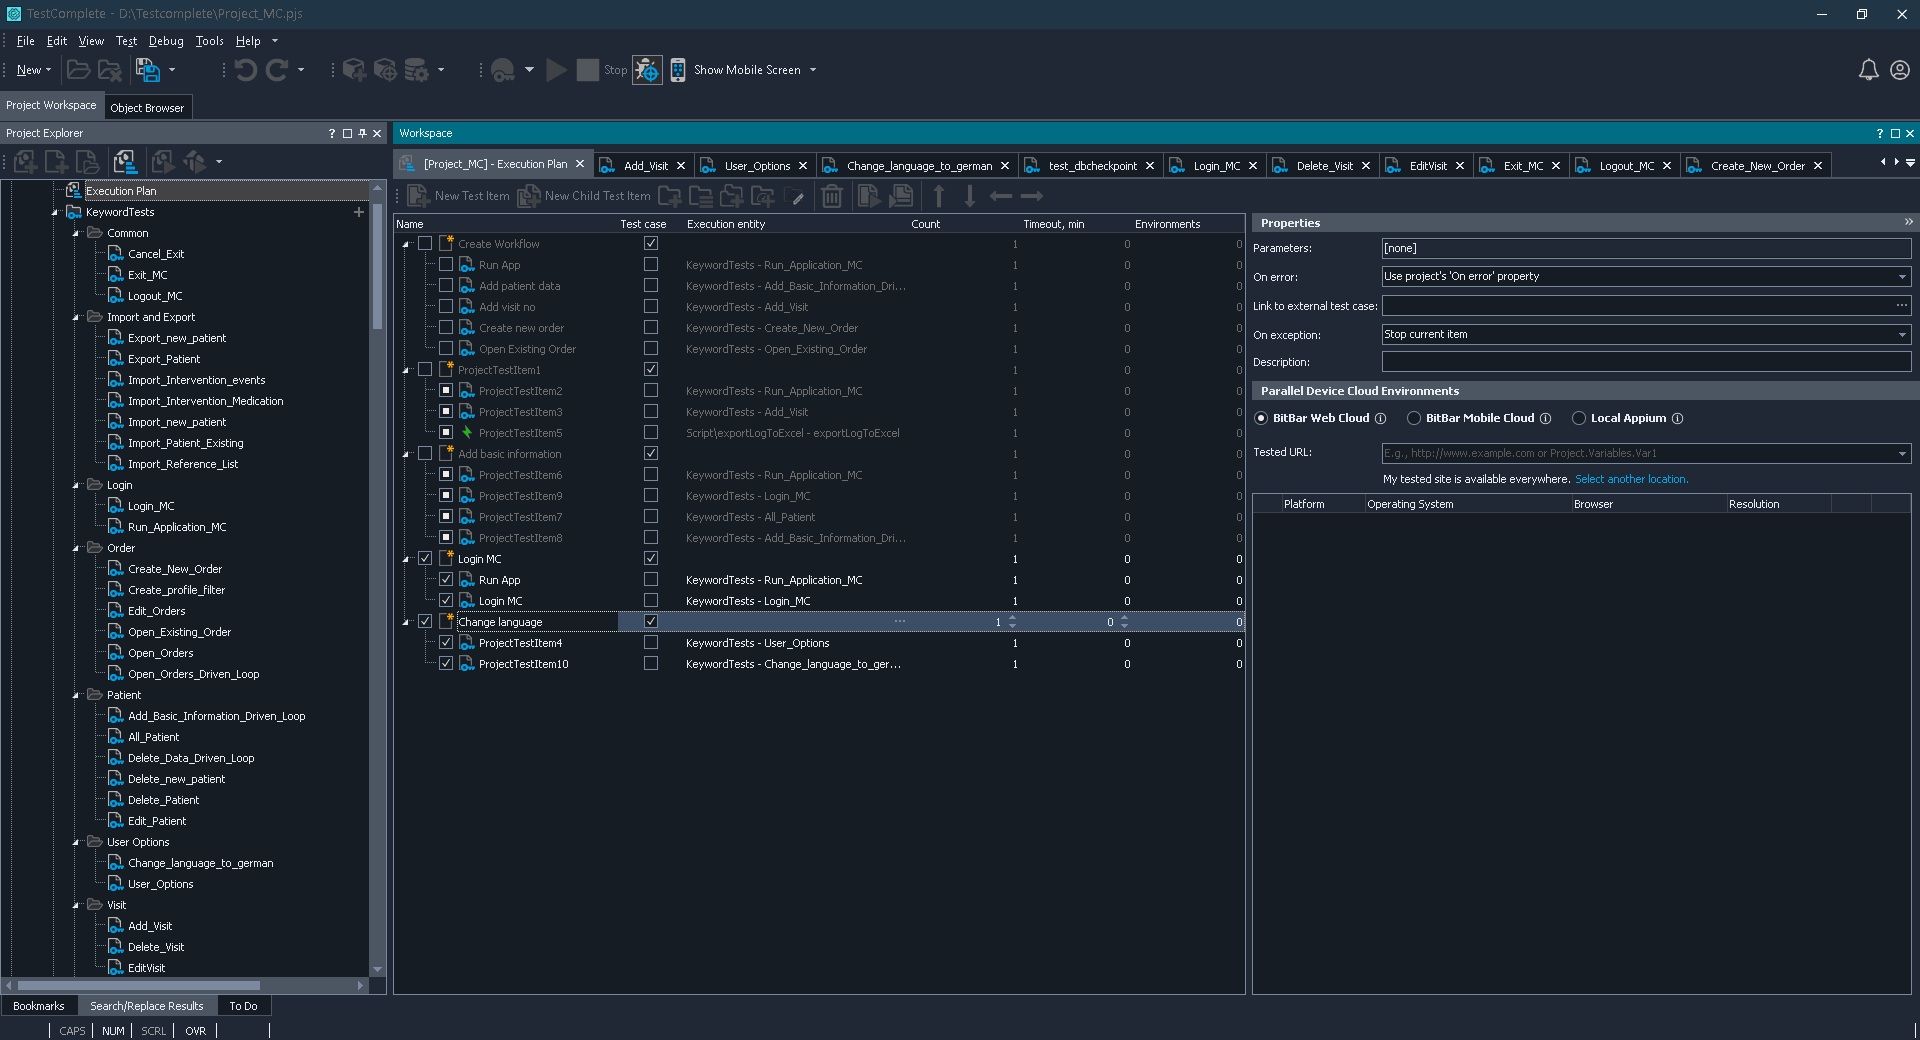 TestComplete - D:\Testcomplete\Project_MC.pjs
File Edit View Test Debug Tools Help
New Stop Show Mobile Screen
Project Workspace Object Browser
Project Explorer
Execution Plan
KeywordTests
Common
Cancel_Exit
Exit_MC
Logout_MC
Import and Export
Export_new_patient
Export_Patient
Import_Intervention_events
Import_Intervention_Medication
Import_new_patient
Import_Patient_Existing
Import_Reference_List
Login
Login_MC
Run_Application_MC
Order
Create_New_Order
Create_profile_filter
Edit_Orders
Open_Existing_Order
Open_Orders
Open_Orders_Driven_Loop
Patient
Add_Basic_Information_Driven_Loop
All_Patient
Delete_Data_Driven_Loop
Delete_new_patient
Delete_Patient
Edit_Patient
User Options
Change_language_to_german
User_Options
Visit
Add_Visit
Delete_Visit
EditVisit
Workspace
[Project_MC] - Execution Plan Add_Visit User_Options Change_language_to_german test_dbcheckpoint Login_MC Delete_Visit EditVisit Exit_MC Logout_MC Create_New_Order
New Test Item New Child Test Item
Name Test case Execution entity Count Timeout, min Environments
Create Workflow 1 0 0
Run App KeywordTests - Run_Application_MC 1 0 0
Add patient data KeywordTests - Add_Basic_Information_Dri... 1 0 0
Add visit no KeywordTests - Add_Visit 1 0 0
Create new order KeywordTests - Create_New_Order 1 0 0
Open Existing Order KeywordTests - Open_Existing_Order 1 0 0
ProjectTestItem1 1 0 0
ProjectTestItem2 KeywordTests - Run_Application_MC 1 0 0
ProjectTestItem3 KeywordTests - Add_Visit 1 0 0
ProjectTestItem5 Script\exportLogToExcel - exportLogToExcel 1 0 0
Add basic information 1 0 0
ProjectTestItem6 KeywordTests - Run_Application_MC 1 0 0
ProjectTestItem9 KeywordTests - Login_MC 1 0 0
ProjectTestItem7 KeywordTests - All_Patient 1 0 0
ProjectTestItem8 KeywordTests - Add_Basic_Information_Dri... 1 0 0
Login MC 1 0 0
Run App KeywordTests - Run_Application_MC 1 0 0
Login MC KeywordTests - Login_MC 1 0 0
Change language ... 1 0 0
ProjectTestItem4 KeywordTests - User_Options 1 0 0
ProjectTestItem10 KeywordTests - Change_language_to_ger... 1 0 0
Properties
Parameters: [none]
On error: Use project's 'On error' property
Link to external test case: ...
On exception: Stop current item
Description:
Parallel Device Cloud Environments
BitBar Web Cloud BitBar Mobile Cloud Local Appium
Tested URL: E.g., http://www.example.com or Project.Variables.Var1
My tested site is available everywhere. Select another location.
Platform Operating System Browser Resolution
Bookmarks Search/Replace Results To Do
CAPS NUM SCRL OVR